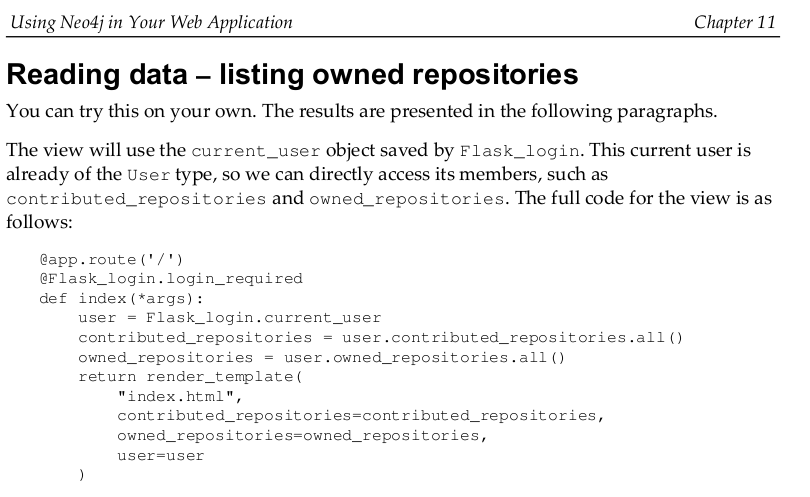 Using Neo4j in Your Web Application Chapter 11
Reading data – listing owned repositories
You can try this on your own. The results are presented in the following paragraphs.
The view will use the current_user object saved by Flask_login. This current user is
already of the User type, so we can directly access its members, such as
contributed_repositories and owned_repositories. The full code for the view is as
follows:
@app.route('/')
@Flask_login.login_required
def index(*args):
    user = Flask_login.current_user
    contributed_repositories = user.contributed_repositories.all()
    owned_repositories = user.owned_repositories.all()
    return render_template(
        "index.html",
        contributed_repositories=contributed_repositories,
        owned_repositories=owned_repositories,
        user=user
    )